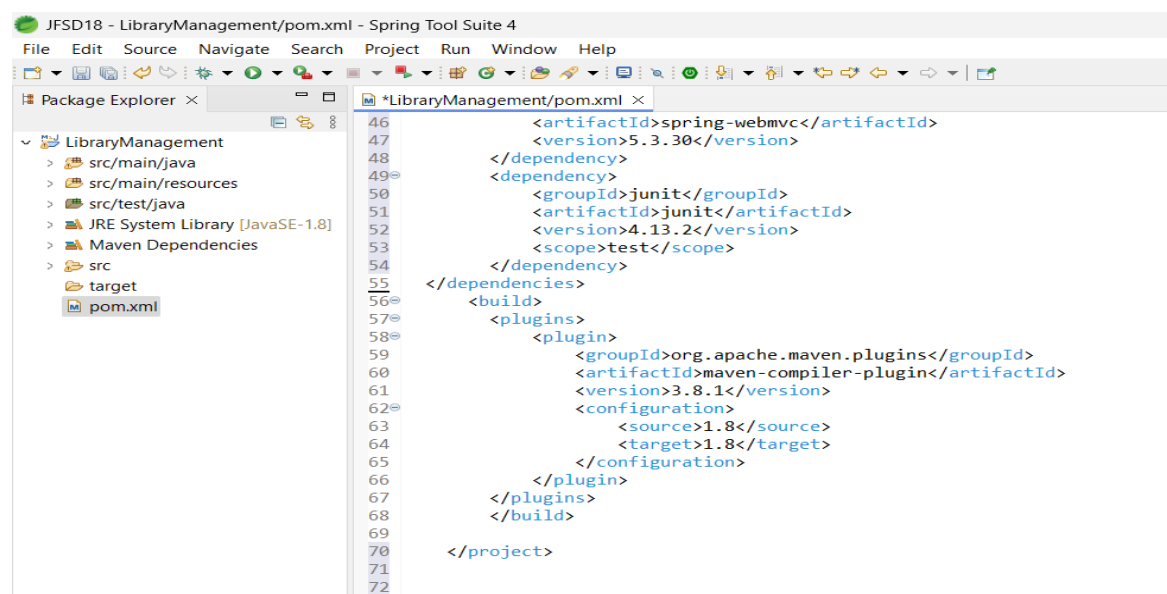 JFSD18 - LibraryManagement/pom.xml - Spring Tool Suite 4
File Edit Source Navigate Search Project Run Window Help
Package Explorer
*LibraryManagement/pom.xml
LibraryManagement
src/main/java
src/main/resources
src/test/java
JRE System Library [JavaSE-1.8]
Maven Dependencies
src
target
pom.xml
46 <artifactId>spring-webmvc</artifactId>
47 <version>5.3.30</version>
48 </dependency>
49 <dependency>
50 <groupId>junit</groupId>
51 <artifactId>junit</artifactId>
52 <version>4.13.2</version>
53 <scope>test</scope>
54 </dependency>
55 </dependencies>
56 <build>
57 <plugins>
58 <plugin>
59 <groupId>org.apache.maven.plugins</groupId>
60 <artifactId>maven-compiler-plugin</artifactId>
61 <version>3.8.1</version>
62 <configuration>
63 <source>1.8</source>
64 <target>1.8</target>
65 </configuration>
66 </plugin>
67 </plugins>
68 </build>
69
70 </project>
71
72